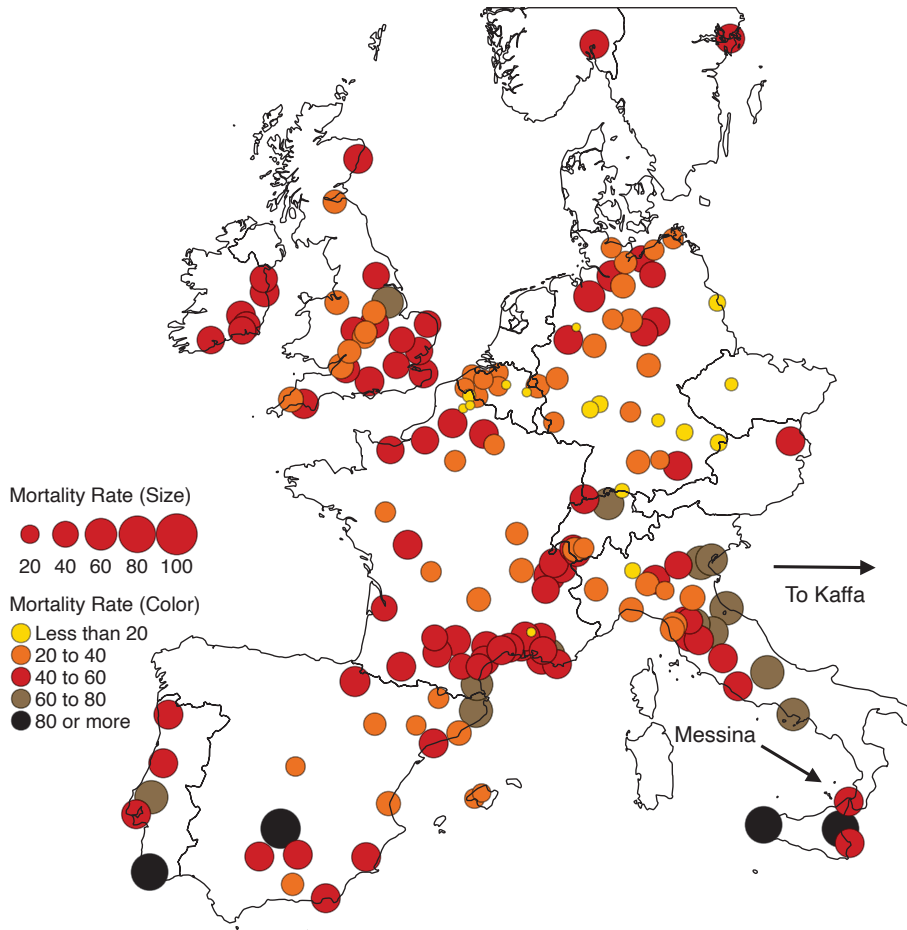 Mortality Rate (Size)
20 40 60 80 100
Mortality Rate (Color)
Less than 20
20 to 40
40 to 60
60 to 80
80 or more
To Kaffa
Messina